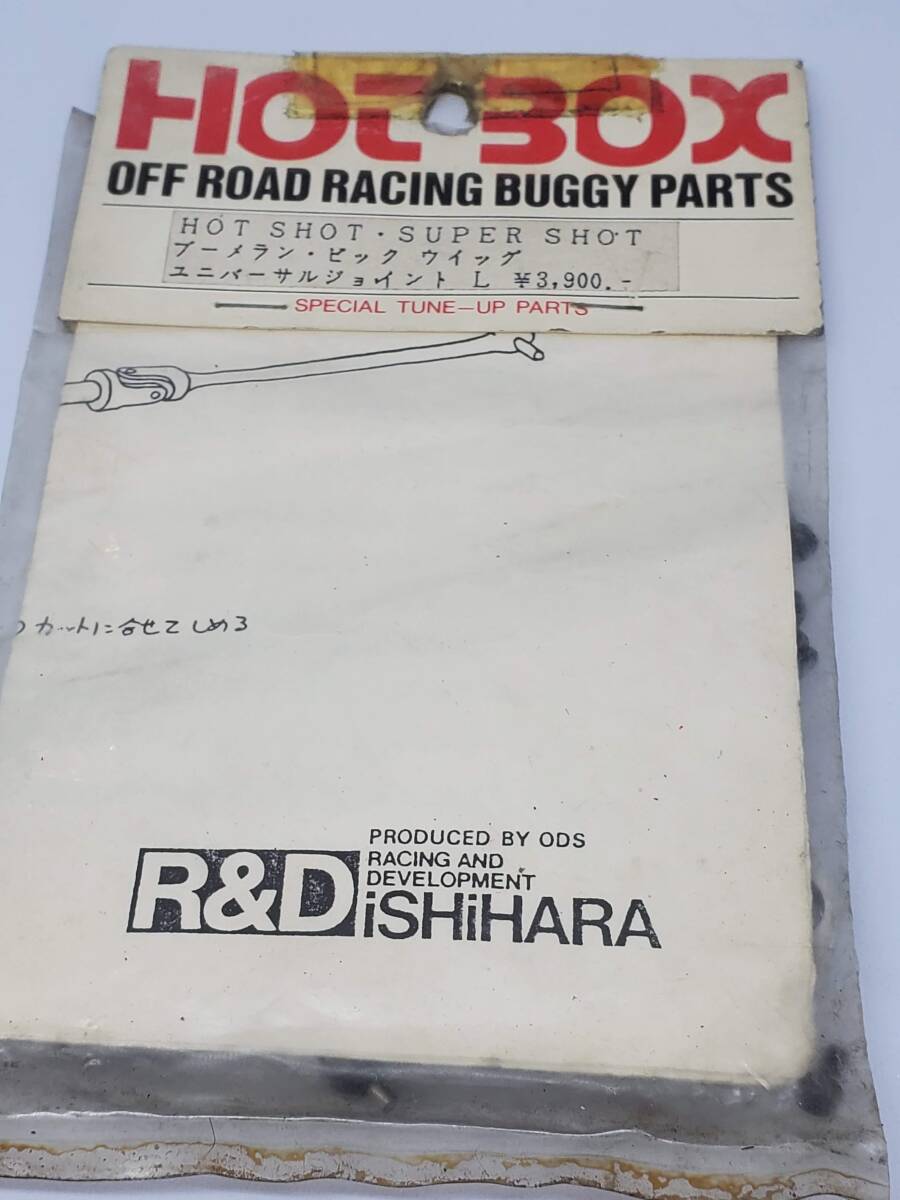 HOT BOX
OFF ROAD RACING BUGGY PARTS
HOT SHOT・SUPER SHOT
ブーメラン・ビック ウイッグ
ユニバーサルジョイント L ¥3,900.-
SPECIAL TUNE-UP PARTS
カットに合せて しめる
PRODUCED BY ODS
RACING AND
DEVELOPMENT
R&D iSHiHARA